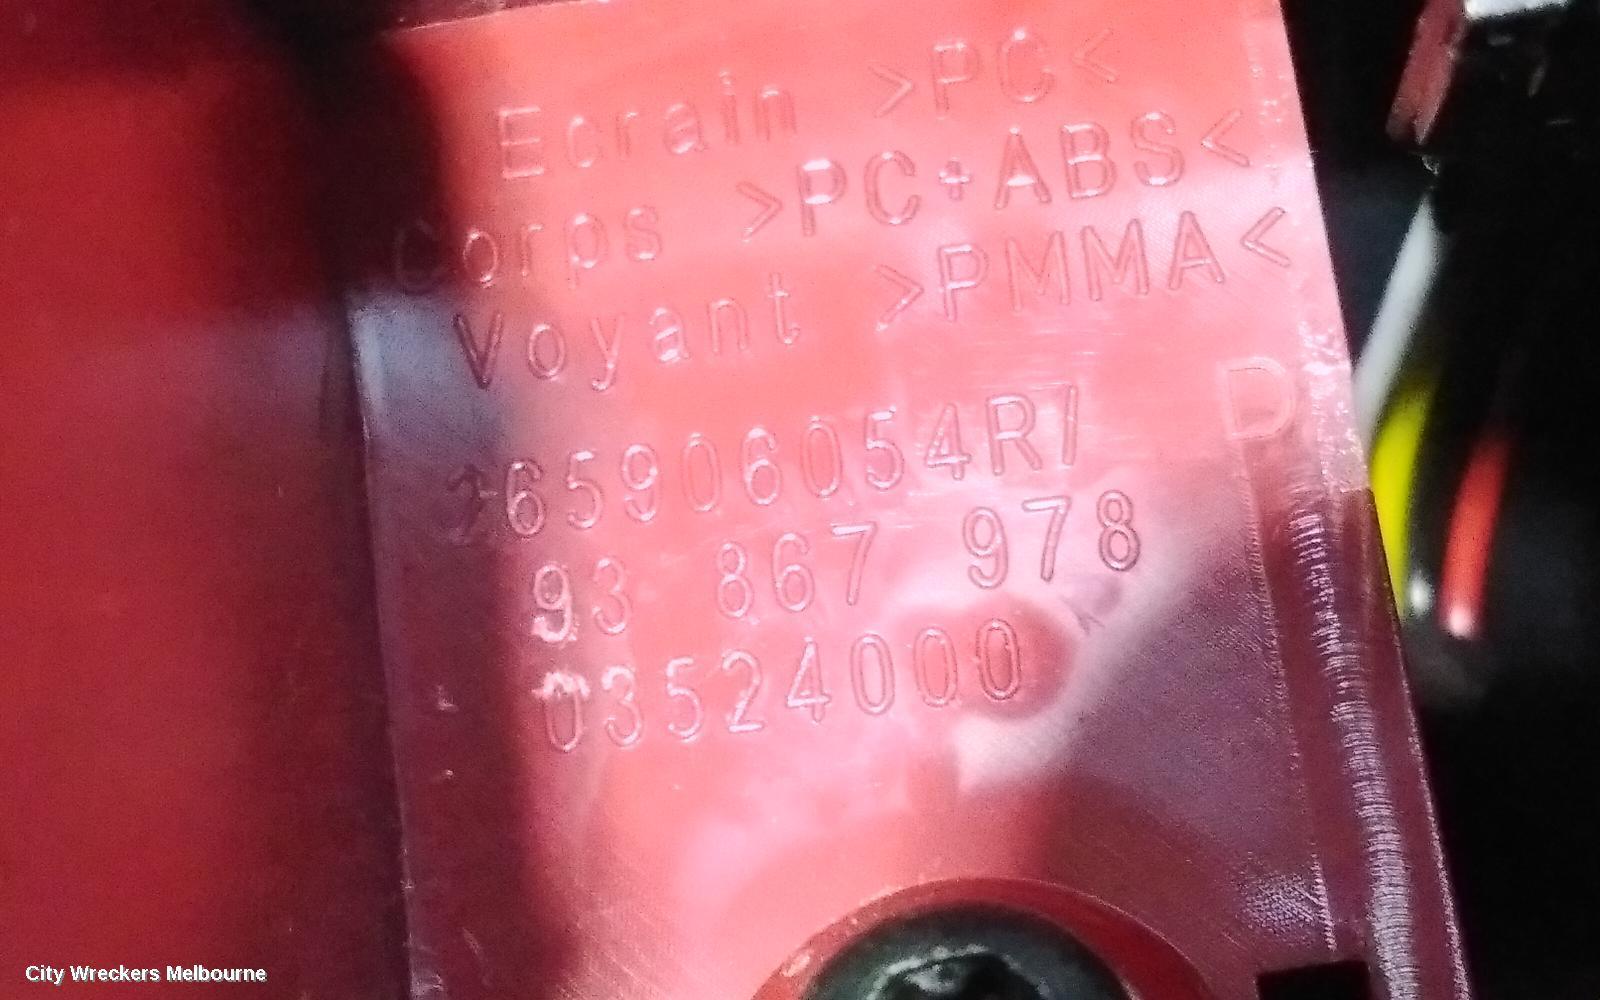 Ecrain >PC<
Corps >PC+ABS<
Voyant >PMMA<
D
265906054R/
93 867 978
03524000
City Wreckers Melbourne